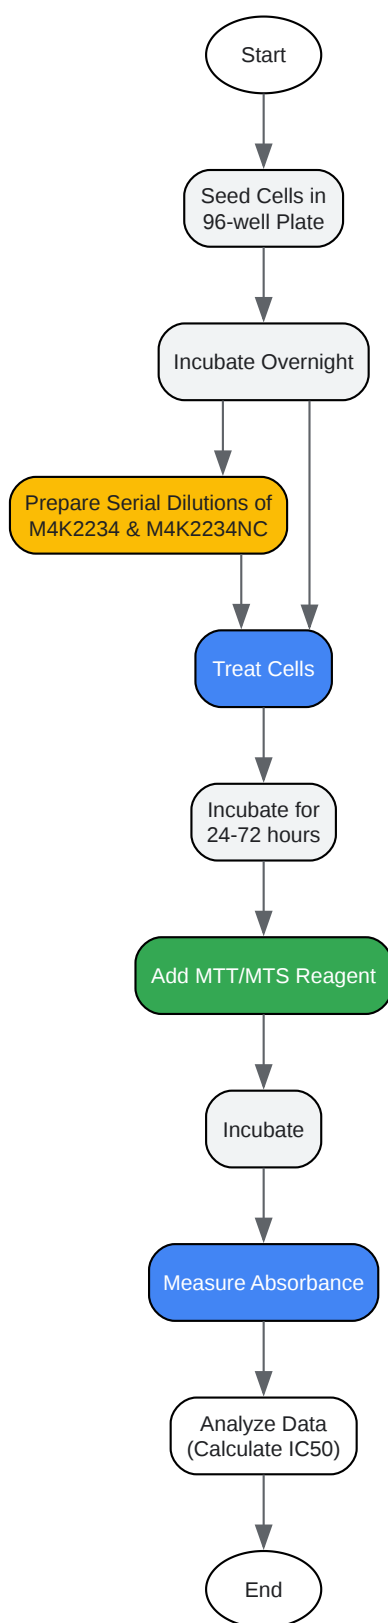 Start
Seed Cells in
96-well Plate
Incubate Overnight
Prepare Serial Dilutions of
M4K2234 & M4K2234NC
Treat Cells
Incubate for
24-72 hours
Add MTT/MTS Reagent
Incubate
Measure Absorbance
Analyze Data
(Calculate IC50)
End